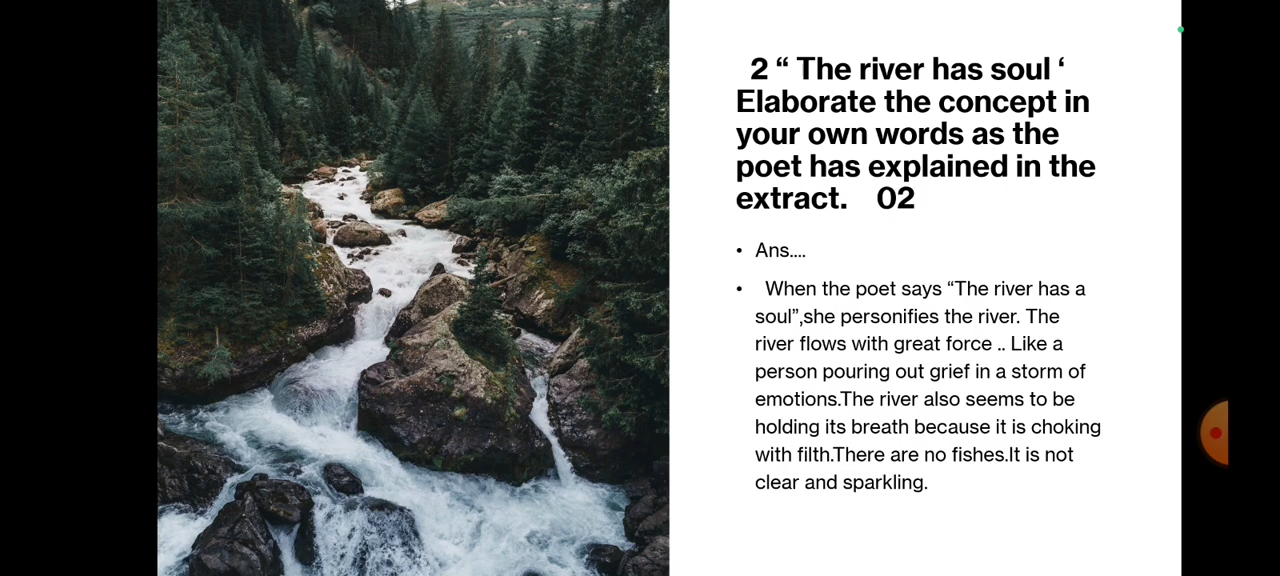 2 “ The river has soul ‘
Elaborate the concept in
your own words as the
poet has explained in the
extract. 02
• Ans....
• When the poet says “The river has a
soul”,she personifies the river. The
river flows with great force .. Like a
person pouring out grief in a storm of
emotions.The river also seems to be
holding its breath because it is choking
with filth.There are no fishes.It is not
clear and sparkling.